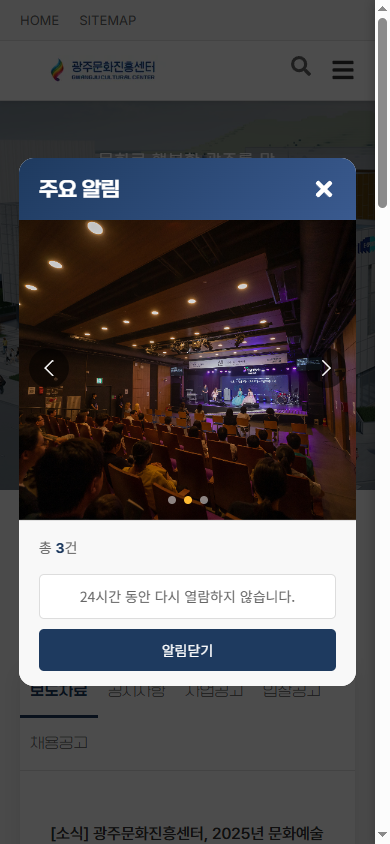 HOME SITEMAP
광주문화진흥센터
주요 알림
총 3건
24시간 동안 다시 열람하지 않습니다.
알림닫기
보도자료 공지사항 사업공고 입찰공고
채용공고
[소식] 광주문화진흥센터, 2025년 문화예술